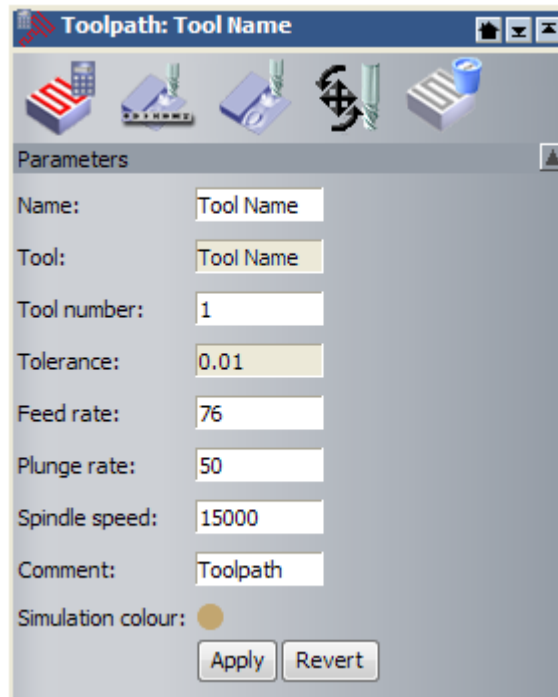 Toolpath: Tool Name
Parameters
Name: Tool Name
Tool: Tool Name
Tool number: 1
Tolerance: 0.01
Feed rate: 76
Plunge rate: 50
Spindle speed: 15000
Comment: Toolpath
Simulation colour:
Apply Revert